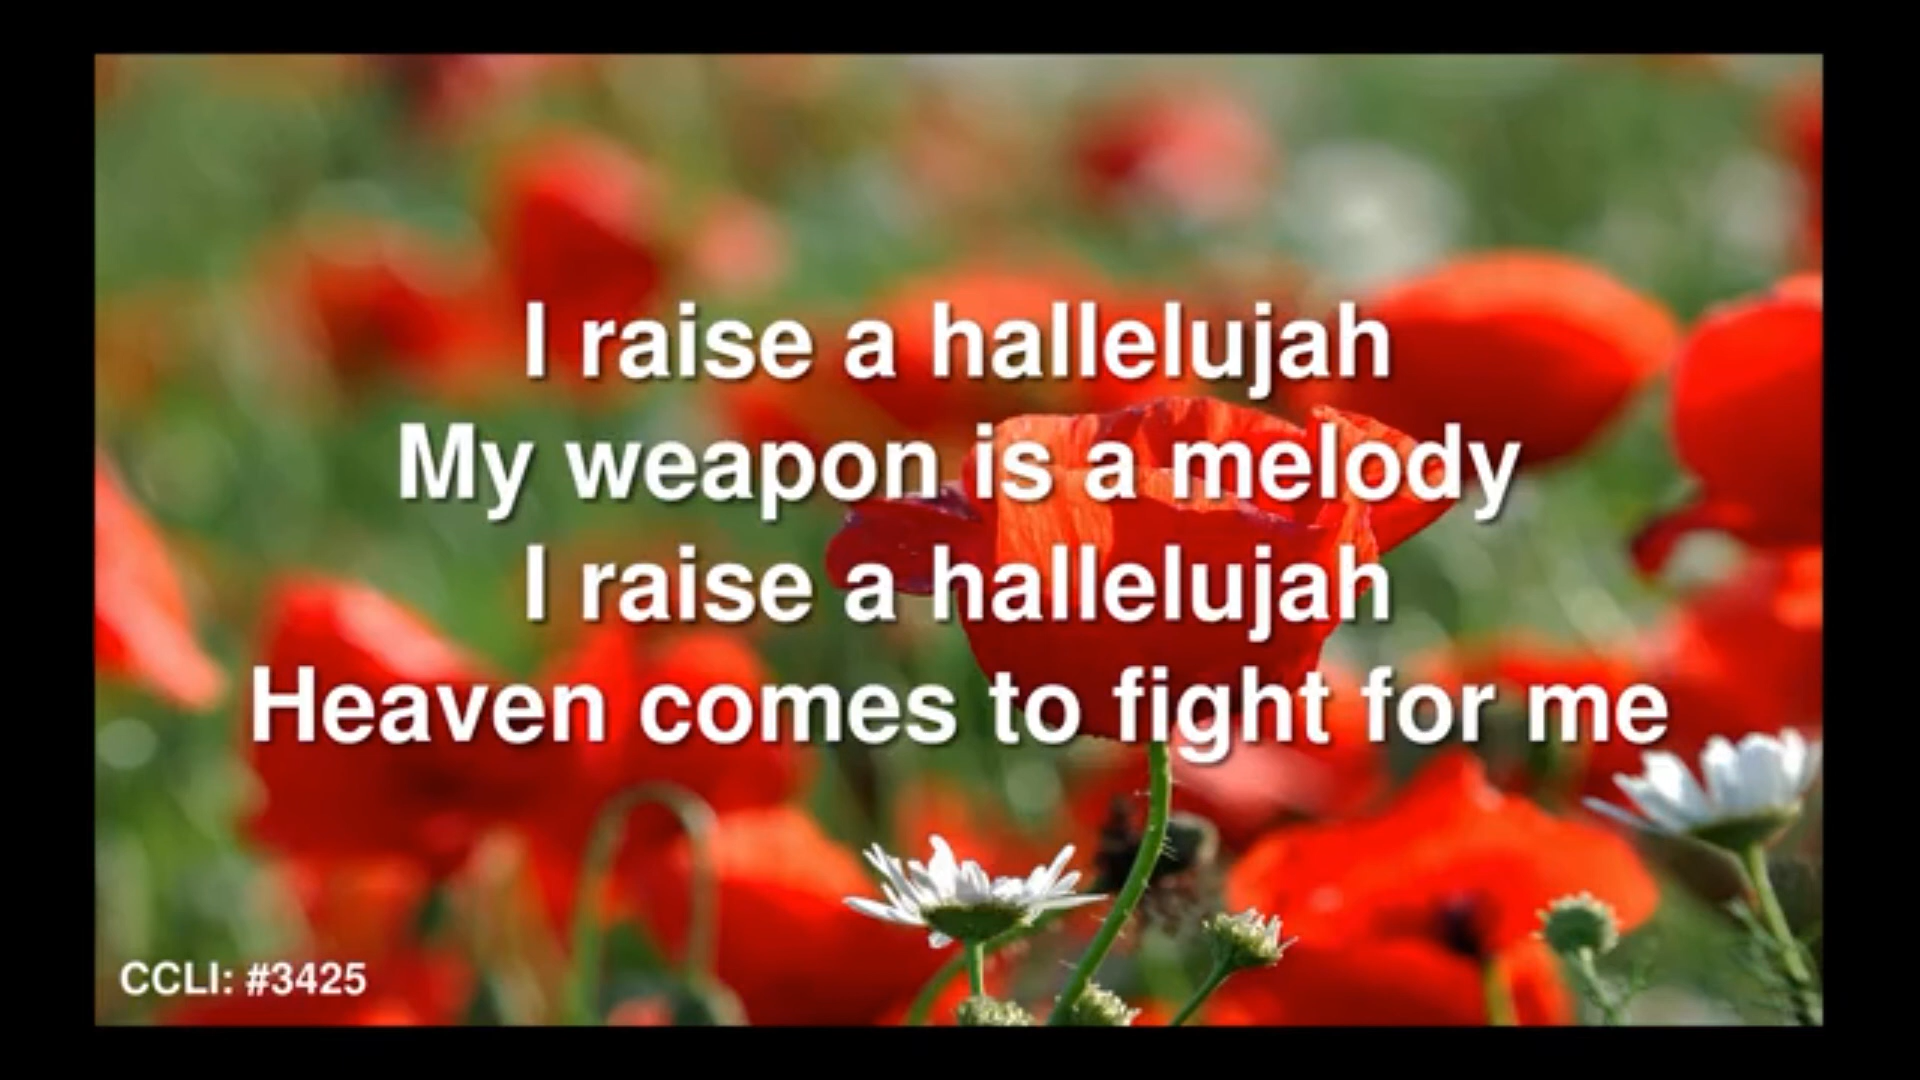 I raise a hallelujah
My weapon is a melody
I raise a hallelujah
Heaven comes to fight for me
CCLI: #3425